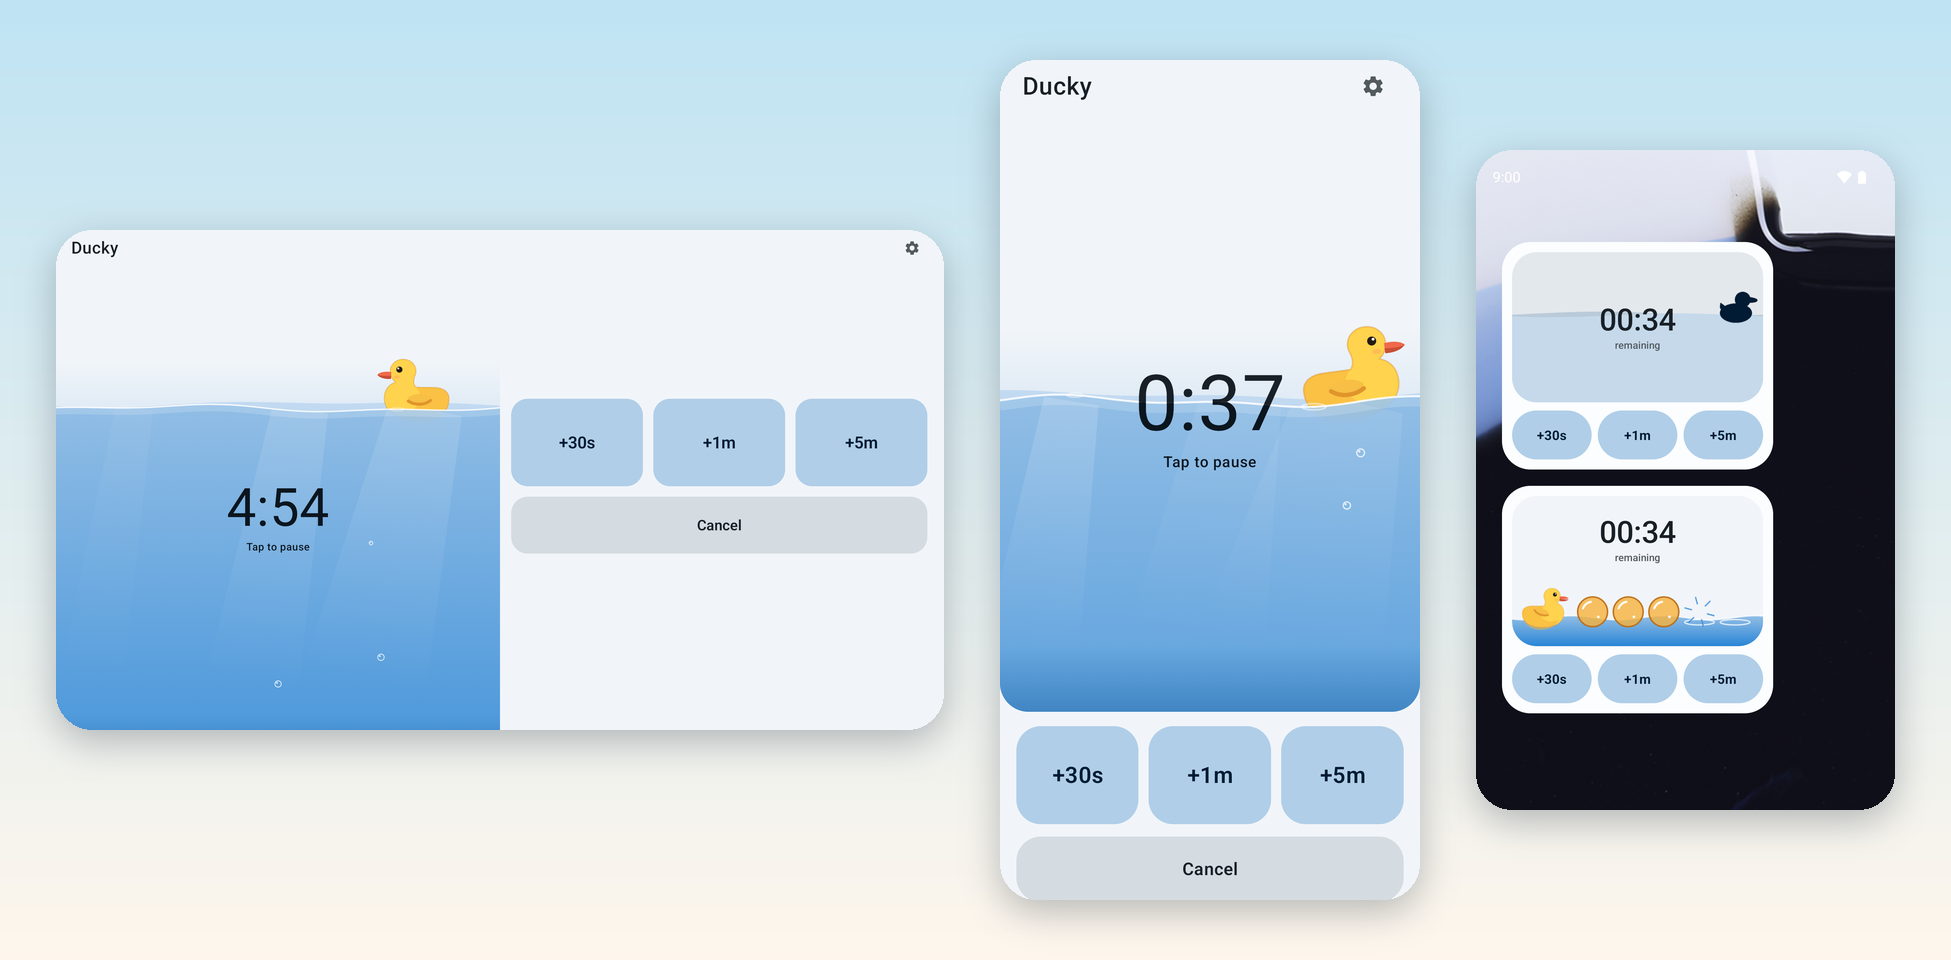 Ducky
4:54
Tap to pause
+30s +1m +5m
Cancel
Ducky
0:37
Tap to pause
+30s +1m +5m
Cancel
9:00
00:34
remaining
+30s +1m +5m
00:34
remaining
+30s +1m +5m